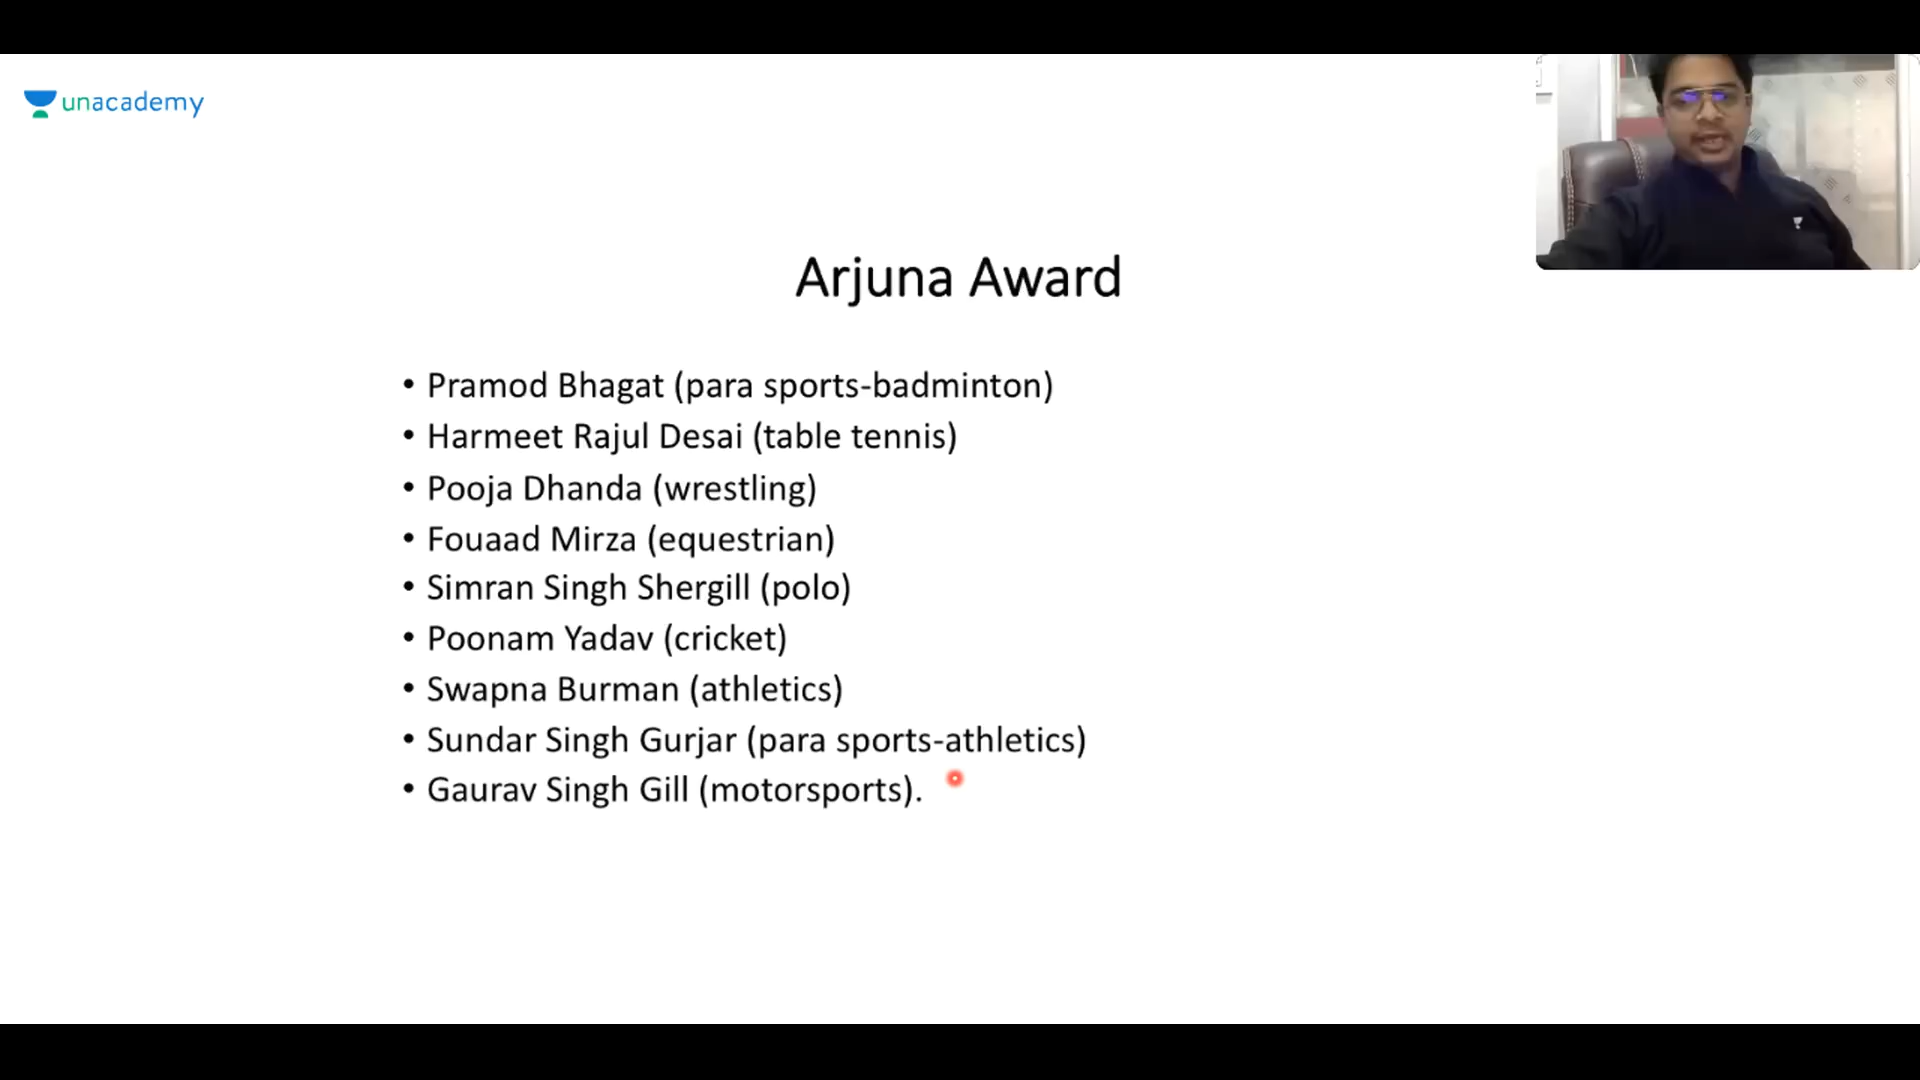 unacademy
Arjuna Award
• Pramod Bhagat (para sports-badminton)
• Harmeet Rajul Desai (table tennis)
• Pooja Dhanda (wrestling)
• Fouaad Mirza (equestrian)
• Simran Singh Shergill (polo)
• Poonam Yadav (cricket)
• Swapna Burman (athletics)
• Sundar Singh Gurjar (para sports-athletics)
• Gaurav Singh Gill (motorsports).